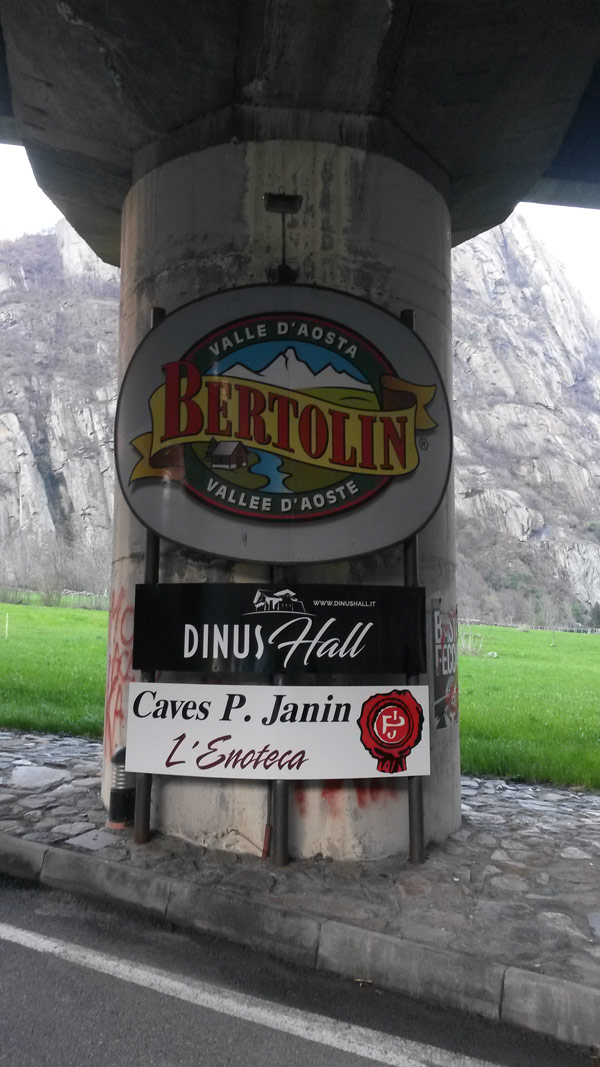 VALLE D'AOSTA
BERTOLIN
®
VALLEE D'AOSTE
WWW.DINUSHALL.IT
DINUS Hall
Caves P. Janin
L'Enoteca